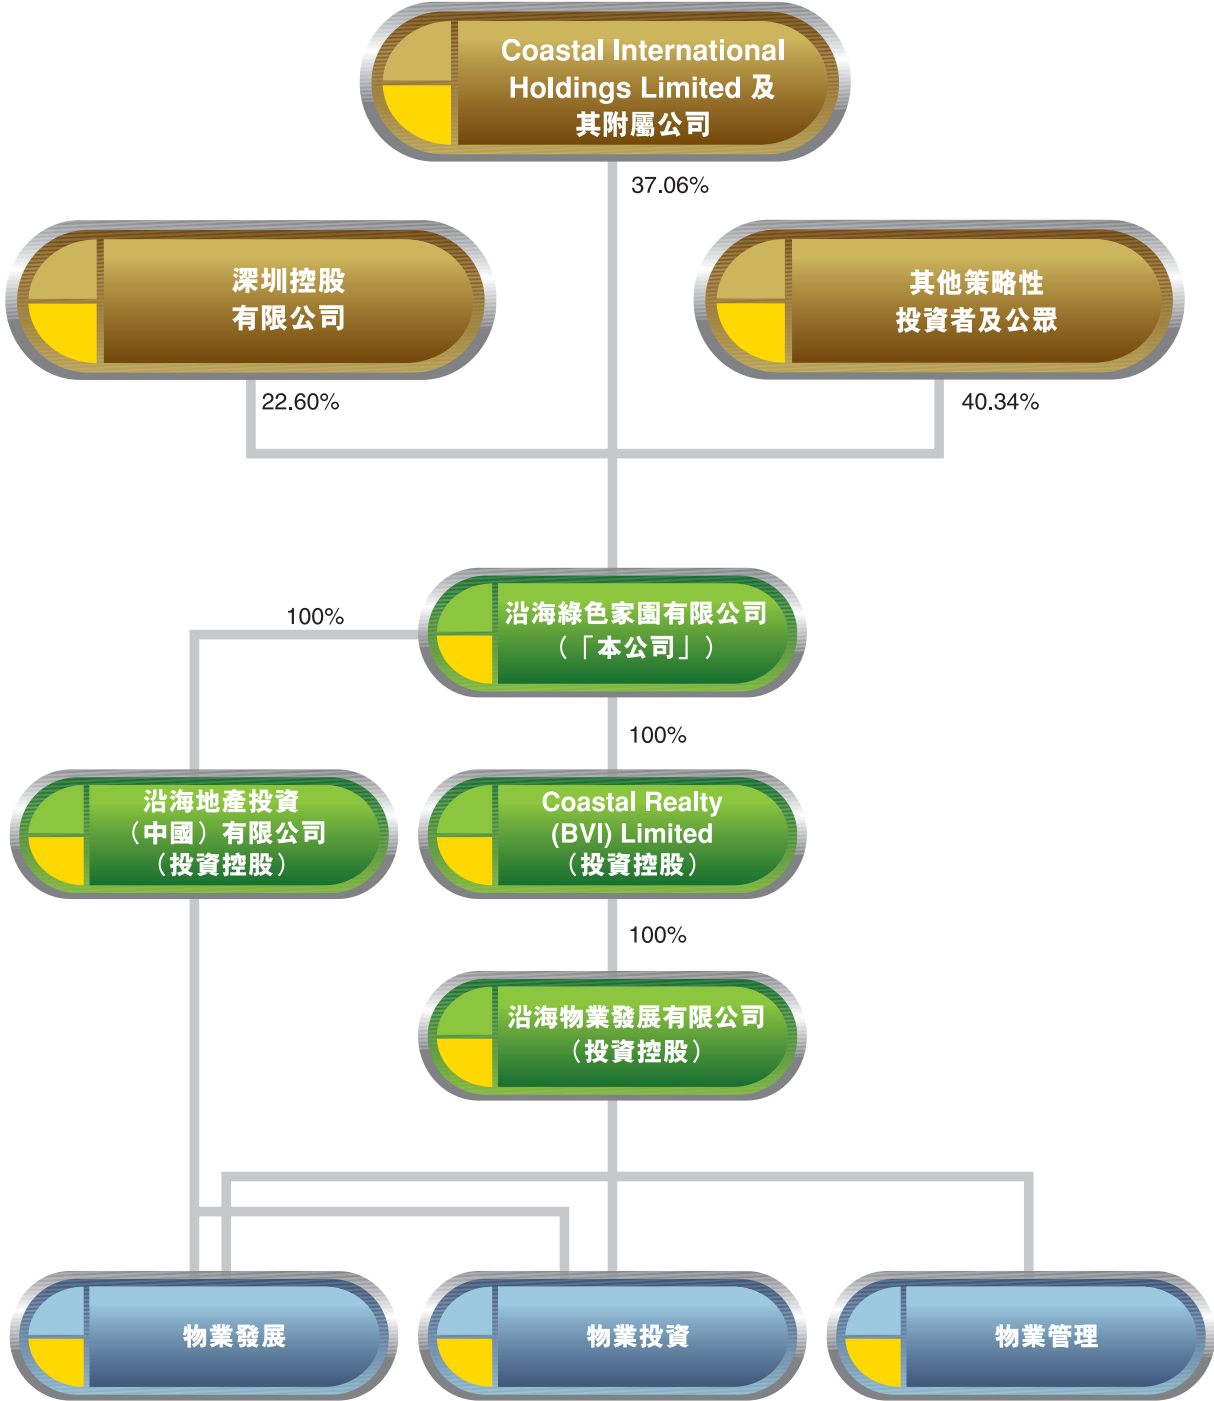 Coastal International
Holdings Limited 及
其附屬公司
37.06%
深圳控股
有限公司
22.60%
其他策略性
投資者及公眾
40.34%
沿海綠色家園有限公司
（「本公司」）
100%
100%
沿海地產投資
（中國）有限公司
（投資控股）
Coastal Realty
(BVI) Limited
（投資控股）
100%
沿海物業發展有限公司
（投資控股）
物業發展
物業投資
物業管理